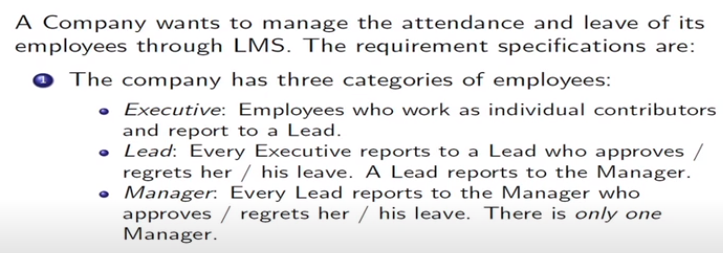 A Company wants to manage the attendance and leave of its
employees through LMS. The requirement specifications are:
1 The company has three categories of employees:
• Executive: Employees who work as individual contributors
and report to a Lead.
• Lead: Every Executive reports to a Lead who approves /
regrets her / his leave. A Lead reports to the Manager.
• Manager: Every Lead reports to the Manager who
approves / regrets her / his leave. There is only one
Manager.